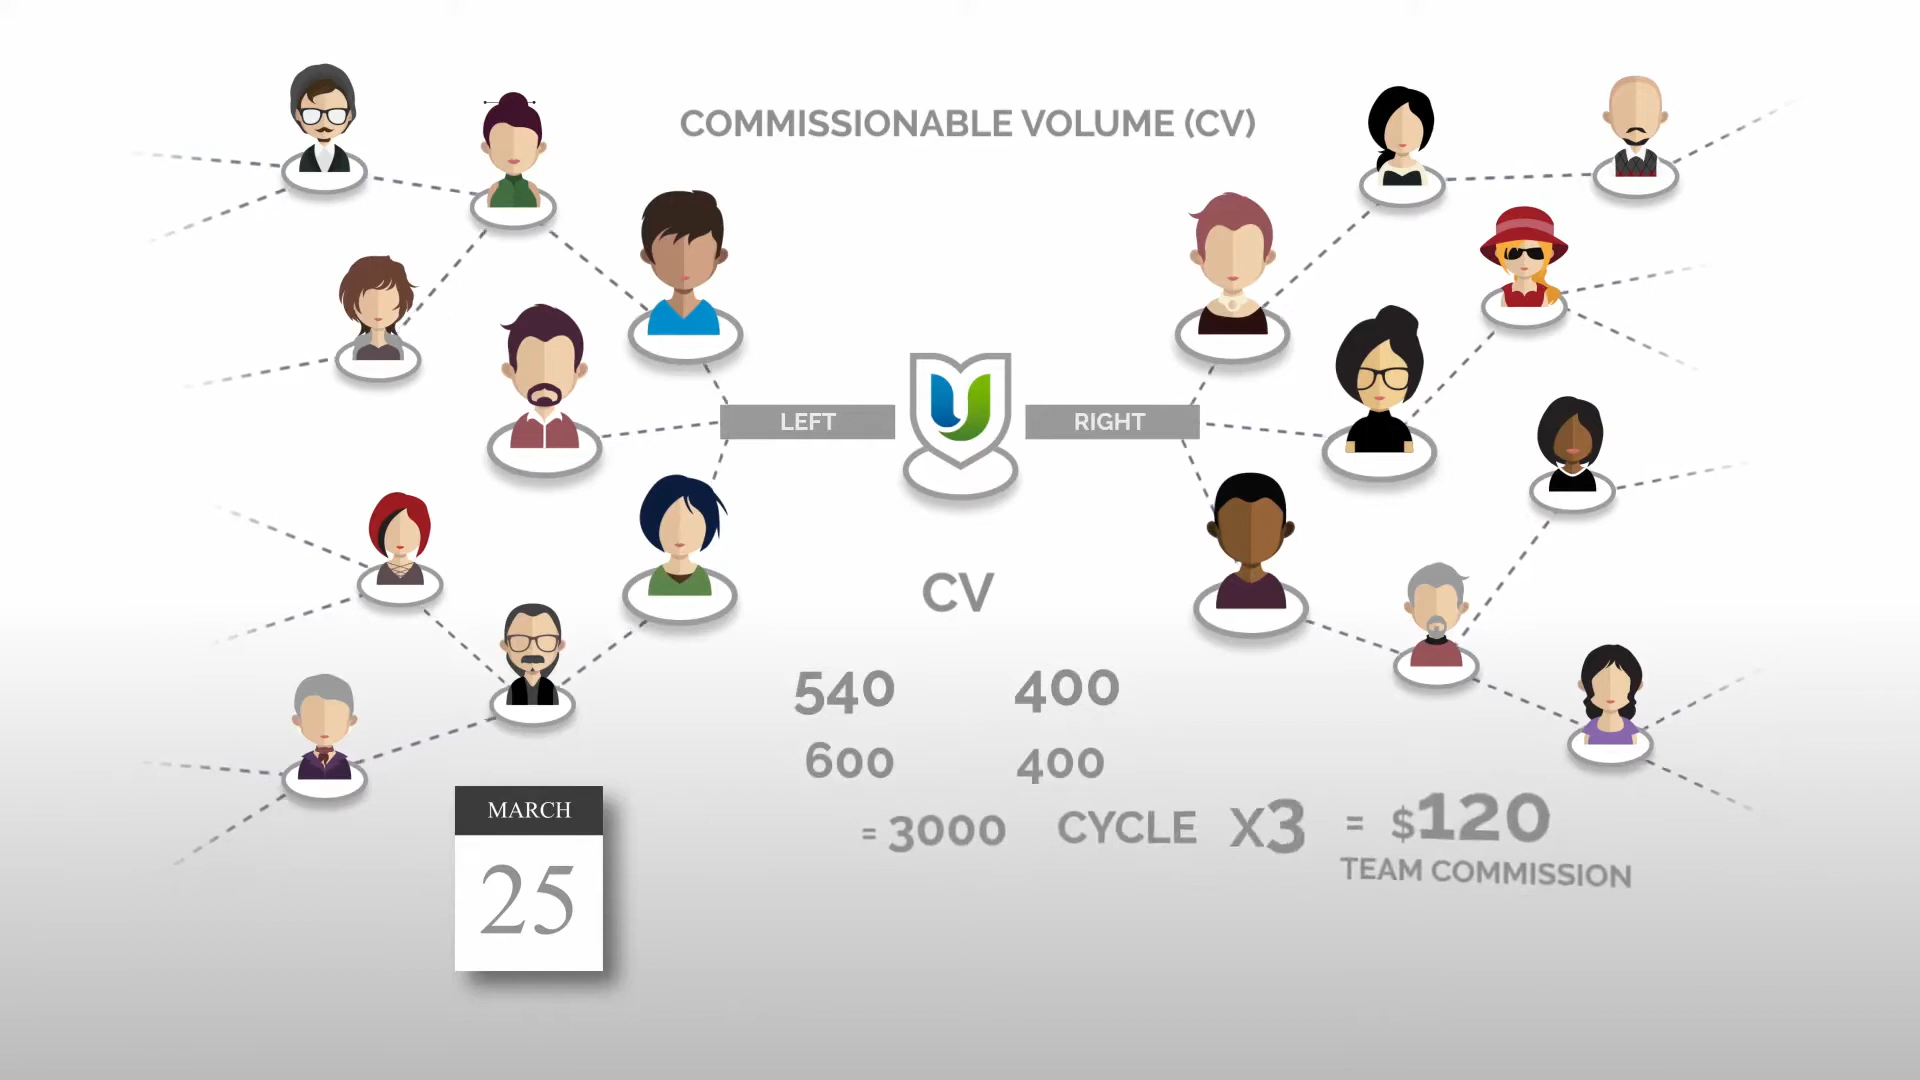 COMMISSIONABLE VOLUME (CV)
LEFT
RIGHT
CV
540 400
600 400
= 3000 CYCLE X3 = $120
TEAM COMMISSION
MARCH
25